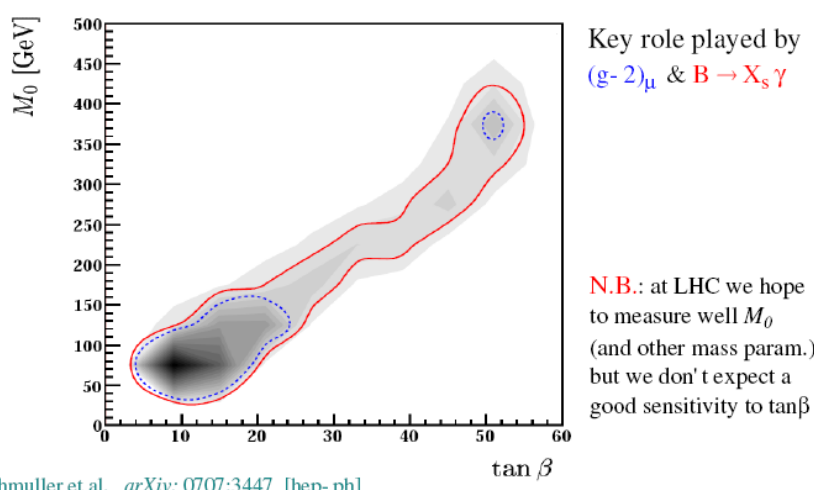 M₀ [GeV]
500
450
400
350
300
250
200
150
100
50
0
0 10 20 30 40 50 60
tan β
Key role played by
(g- 2)μ & B → Xs γ
N.B.: at LHC we hope
to measure well M₀
(and other mass param.)
but we don't expect a
good sensitivity to tanβ
hmuller et al., arXiv: 0707:3447 [hep- ph]